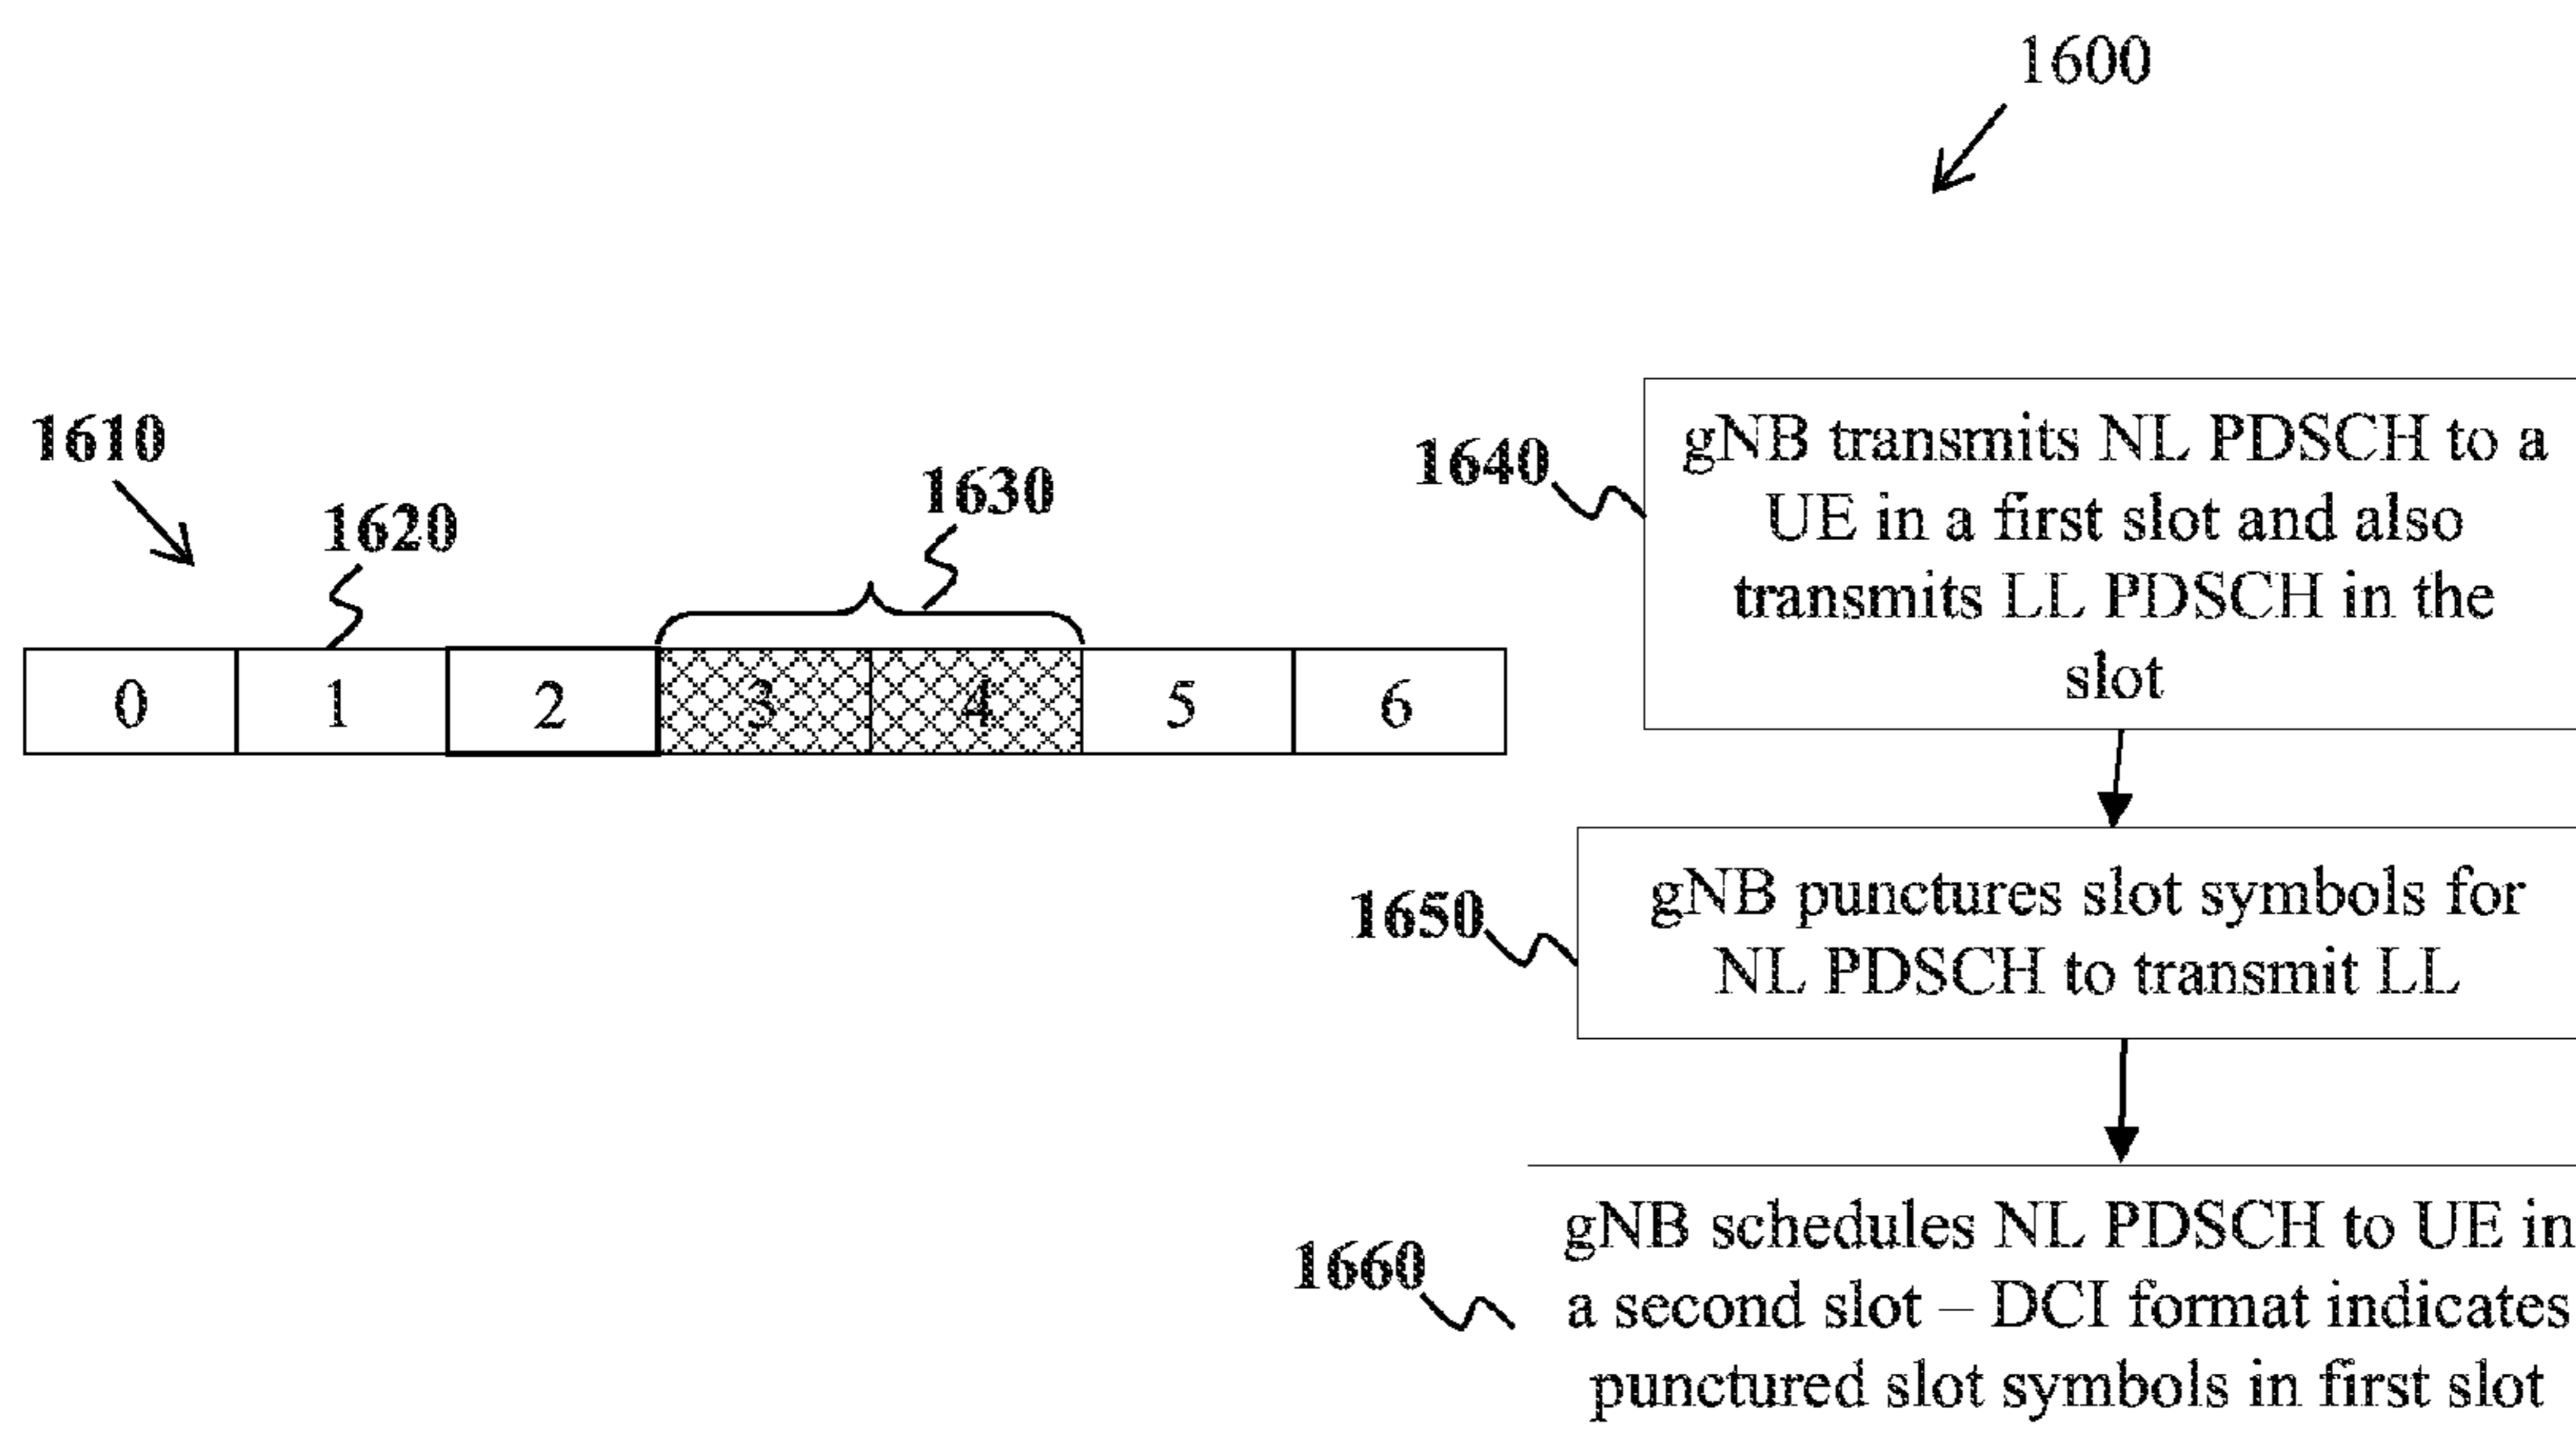 1600
1610
1620
1630
0 1 2 3 4 5 6
1640
gNB transmits NL PDSCH to a
UE in a first slot and also
transmits LL PDSCH in the
slot
1650
gNB punctures slot symbols for
NL PDSCH to transmit LL
1660
gNB schedules NL PDSCH to UE in
a second slot – DCI format indicates
punctured slot symbols in first slot